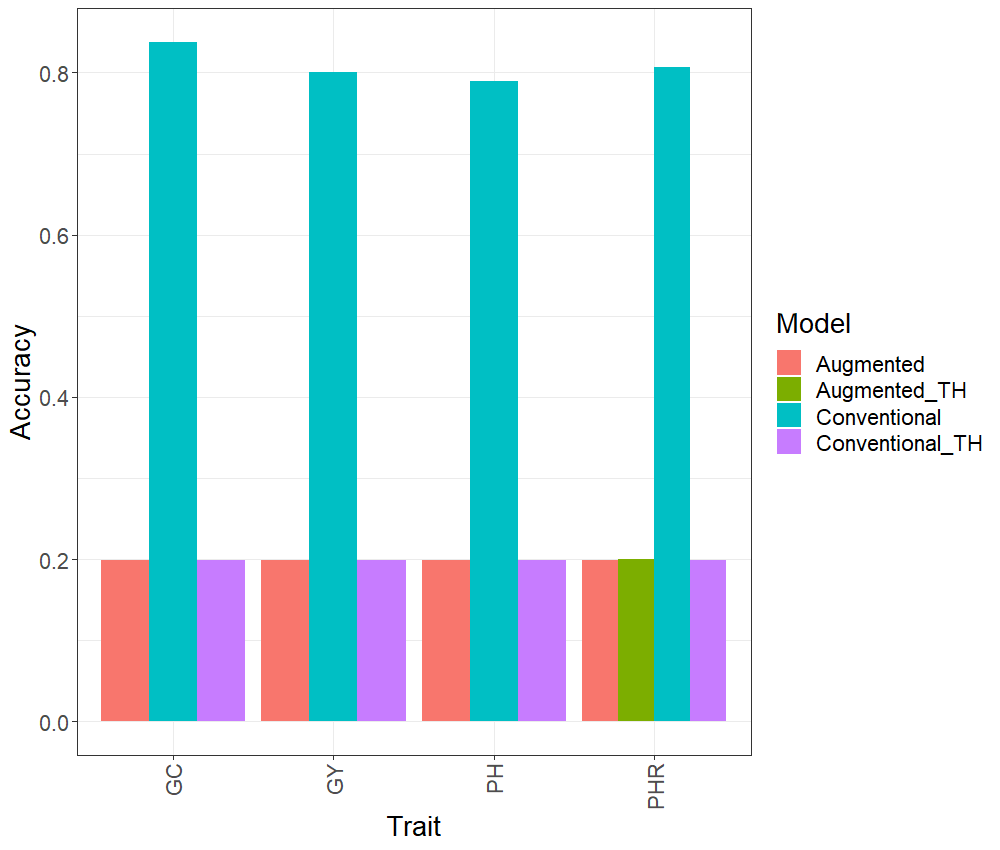 Accuracy
0.8
0.6
0.4
0.2
0.0
GC
GY
PH
PHR
Trait
Model
Augmented
Augmented_TH
Conventional
Conventional_TH